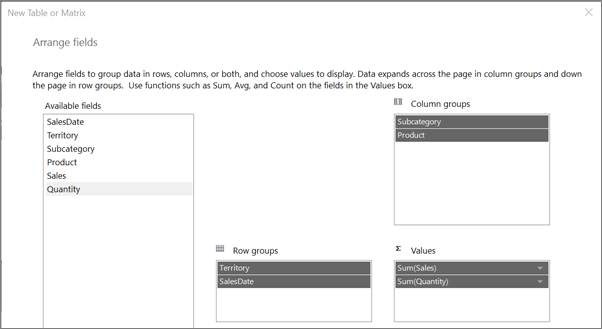 New Table or Matrix
Arrange fields
Arrange fields to group data in rows, columns, or both, and choose values to display. Data expands across the page in column groups and down
the page in row groups.  Use functions such as Sum, Avg, and Count on the fields in the Values box.
Available fields
SalesDate
Territory
Subcategory
Product
Sales
Quantity
Column groups
Subcategory
Product
Row groups
Territory
SalesDate
Σ Values
Sum(Sales)
Sum(Quantity)